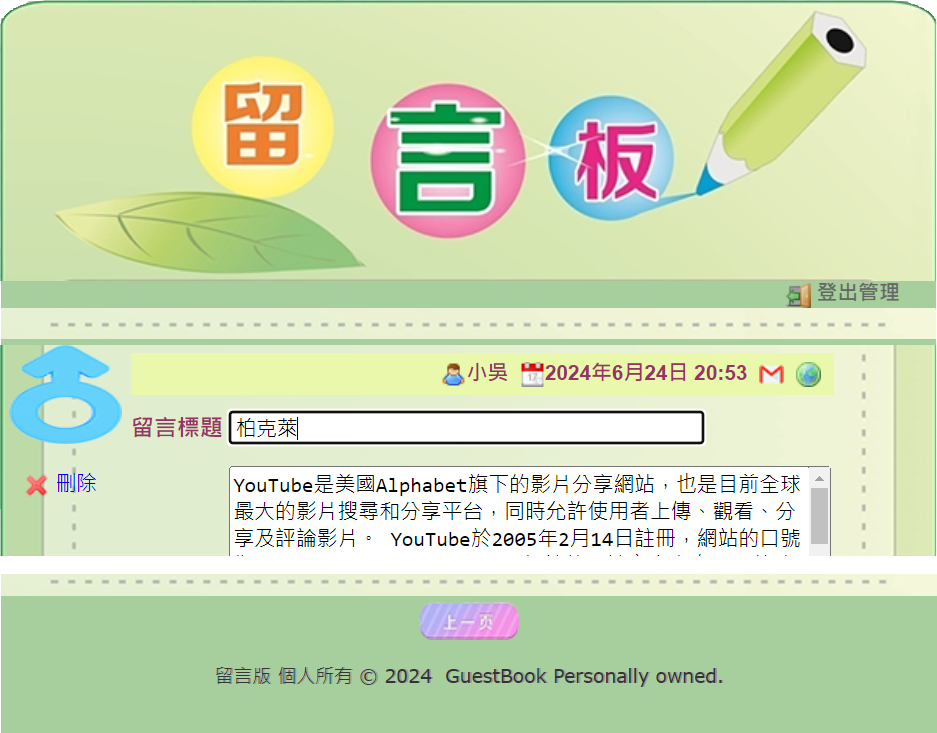 留言板
登出管理
小吳 2024年6月24日 20:53
留言標題 柏克萊
刪除
YouTube是美國Alphabet旗下的影片分享網站，也是目前全球
最大的影片搜尋和分享平台，同時允許使用者上傳、觀看、分
享及評論影片。 YouTube於2005年2月14日註冊，網站的口號
上一页
留言版 個人所有 © 2024 GuestBook Personally owned.